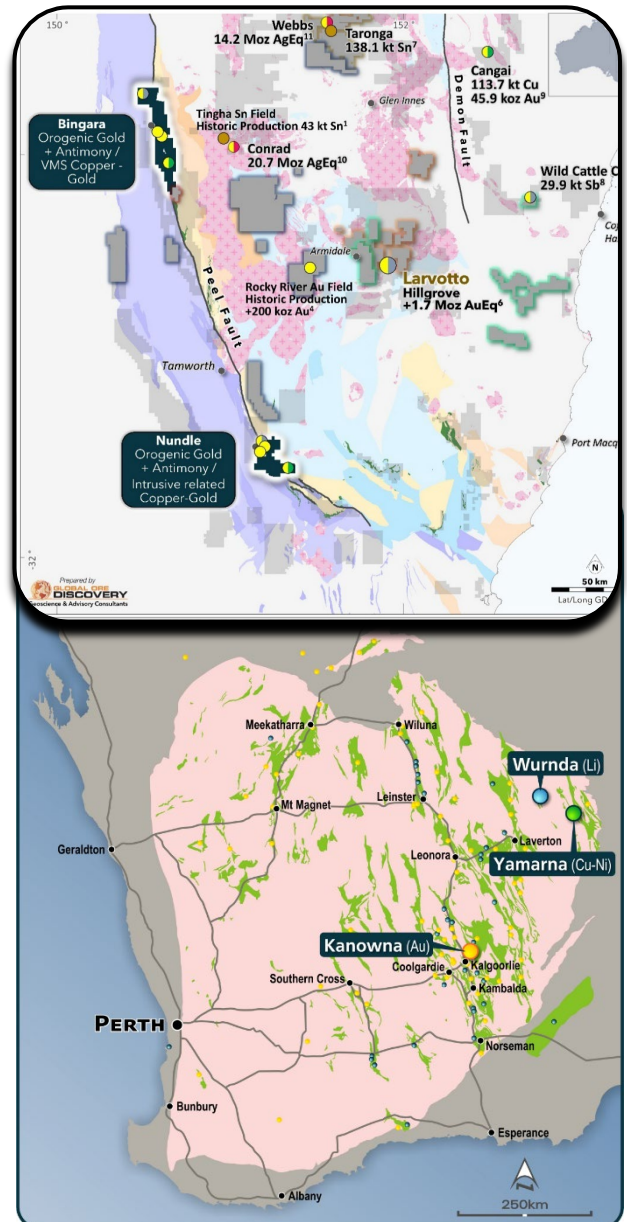 150
Webbs
14.2 Moz AgEq¹¹
152
Taronga
138.1 kt Sn⁷
Cangai
113.7 kt Cu
45.9 koz Au⁹
Glen Innes
Demon Fault
Bingara
Orogenic Gold
+ Antimony /
VMS Copper -
Gold
Tingha Sn Field
Historic Production 43 kt Sn¹
Conrad
20.7 Moz AgEq¹⁰
Wild Cattle C
29.9 kt Sb⁸
Cof
Ha
Armidale
Larvotto
Hillgrove
+1.7 Moz AuEq⁶
Rocky River Au Field
Historic Production
+200 koz Au⁴
Peel Fault
Tamworth
Nundle
Orogenic Gold
+ Antimony /
Intrusive related
Copper-Gold
Port Macq
-32
Prepared by
GLOBAL ORE
DISCOVERY
Geoscience & Advisory Consultants
N
50 km
Lat/Long GD
Meekatharra
Wiluna
Wurnda (Li)
Leinster
Mt Magnet
Geraldton
Laverton
Leonora
Yamarna (Cu-Ni)
Kanowna (Au)
Kalgoorlie
Coolgardie
Southern Cross
Kambalda
PERTH
Norseman
Bunbury
Esperance
N
250km
Albany